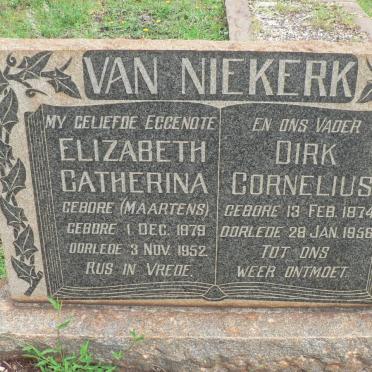 VAN NIEKERK
MY GELIEFDE EGGENOTE
ELIZABETH
CATHERINA
GEBORE (MAARTENS)
GEBORE 1 DEC. 1879
OORLEDE 3 NOV. 1952.
RUS IN VREDE.
EN ONS VADER
DIRK
CORNELIUS
GEBORE 13 FEB. 1874
OORLEDE 28 JAN. 1958
TOT ONS
WEER ONTMOET.